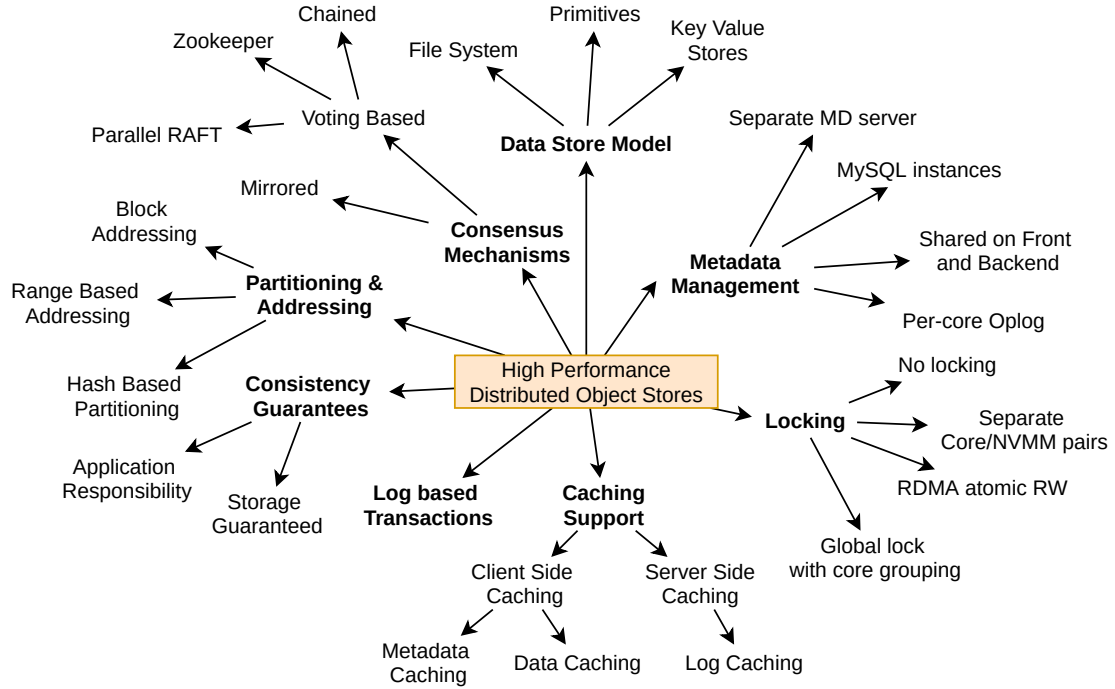 Chained
Primitives
Zookeeper
File System
Key Value
Stores
Parallel RAFT
Voting Based
Data Store Model
Separate MD server
MySQL instances
Mirrored
Block
Addressing
Consensus
Mechanisms
Metadata
Management
Shared on Front
and Backend
Range Based
Addressing
Partitioning &
Addressing
Per-core Oplog
High Performance
Distributed Object Stores
No locking
Hash Based
Partitioning
Consistency
Guarantees
Locking
Separate
Core/NVMM pairs
Application
Responsibility
Storage
Guaranteed
Log based
Transactions
Caching
Support
RDMA atomic RW
Global lock
with core grouping
Client Side
Caching
Server Side
Caching
Metadata
Caching
Data Caching
Log Caching